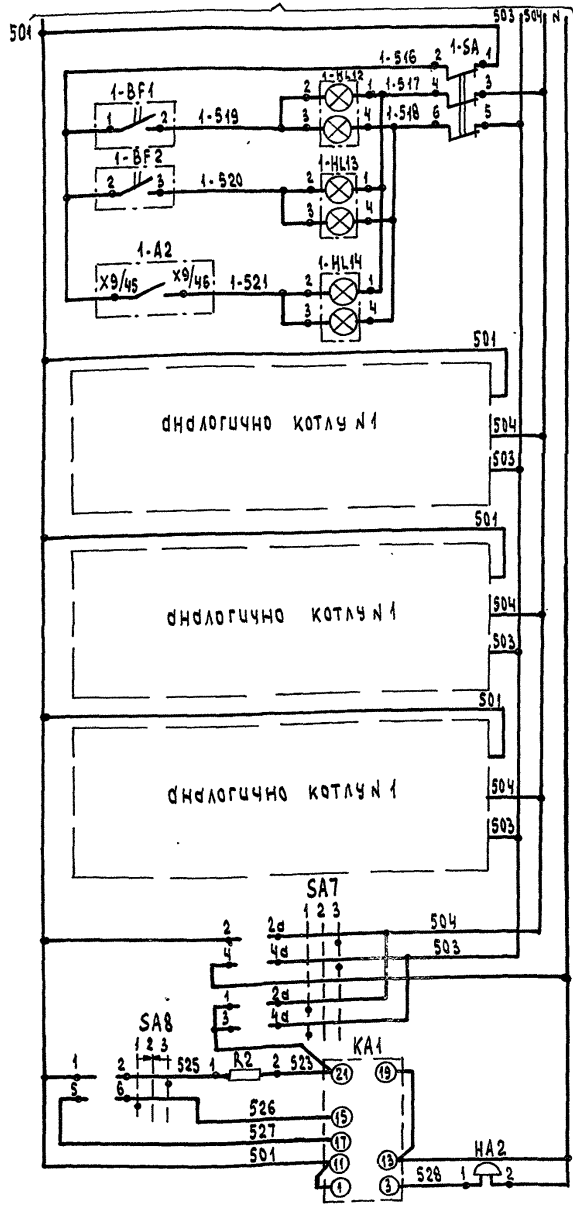 501
503 504 N
1-516 2 1-SA 1
1-BF1
1-HL12
1 2 1-519 2 1 1-517 4 3
3 4 1-518 6 5
1-BF2
1-HL13
2 3 1-520 2 1
3 4
1-A2
1-HL14
X9/45 X9/46 1-521 2 1
3 4
501
аналогично котлу N1
504
503
501
аналогично котлу N1
504
503
501
аналогично котлу N1
504
503
SA7
1 2 3
2 2а 504
4 4а 503
1 2а
3 4а
SA8
1 2 3
KA1
1 2 525 1 R2 2 523 21 19
5 6
526 15
527 17
501 11 13 HA2
1 3 528 1 2